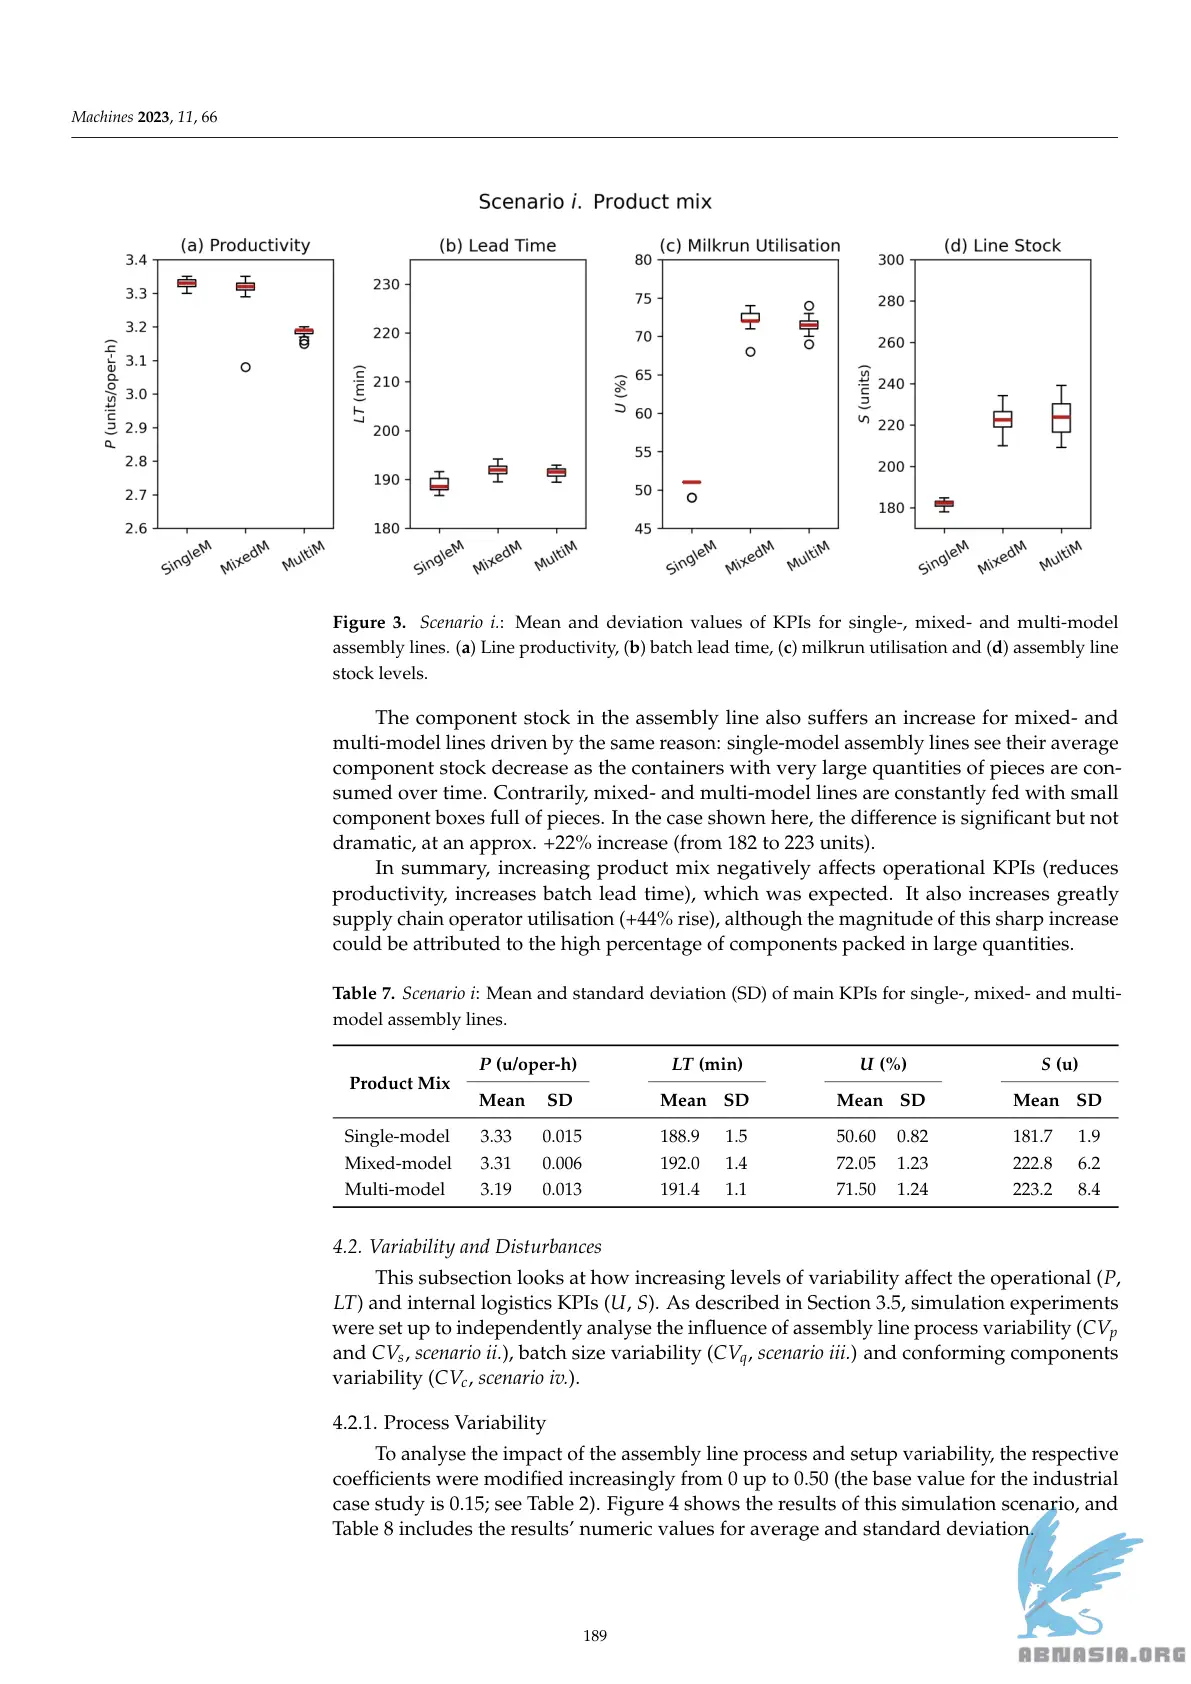 Machines 2023, 11, 66
Scenario i. Product mix
(a) Productivity
(b) Lead Time
(c) Milkrun Utilisation
(d) Line Stock
P (units/oper-h)
3.4
3.3
3.2
3.1
3.0
2.9
2.8
2.7
2.6
SingleM
MixedM
MultiM
LT (min)
230
220
210
200
190
180
SingleM
MixedM
MultiM
U (%)
80
75
70
65
60
55
50
45
SingleM
MixedM
MultiM
S (units)
300
280
260
240
220
200
180
SingleM
MixedM
MultiM
Figure 3. Scenario i.: Mean and deviation values of KPIs for single-, mixed- and multi-model
assembly lines. (a) Line productivity, (b) batch lead time, (c) milkrun utilisation and (d) assembly line
stock levels.
The component stock in the assembly line also suffers an increase for mixed- and
multi-model lines driven by the same reason: single-model assembly lines see their average
component stock decrease as the containers with very large quantities of pieces are con-
sumed over time. Contrarily, mixed- and multi-model lines are constantly fed with small
component boxes full of pieces. In the case shown here, the difference is significant but not
dramatic, at an approx. +22% increase (from 182 to 223 units).
In summary, increasing product mix negatively affects operational KPIs (reduces
productivity, increases batch lead time), which was expected. It also increases greatly
supply chain operator utilisation (+44% rise), although the magnitude of this sharp increase
could be attributed to the high percentage of components packed in large quantities.
Table 7. Scenario i: Mean and standard deviation (SD) of main KPIs for single-, mixed- and multi-
model assembly lines.
Product Mix P (u/oper-h) LT (min) U (%) S (u)
Mean SD Mean SD Mean SD Mean SD
Single-model 3.33 0.015 188.9 1.5 50.60 0.82 181.7 1.9
Mixed-model 3.31 0.006 192.0 1.4 72.05 1.23 222.8 6.2
Multi-model 3.19 0.013 191.4 1.1 71.50 1.24 223.2 8.4
4.2. Variability and Disturbances
This subsection looks at how increasing levels of variability affect the operational (P,
LT) and internal logistics KPIs (U, S). As described in Section 3.5, simulation experiments
were set up to independently analyse the influence of assembly line process variability (CVp
and CVs, scenario ii.), batch size variability (CVq, scenario iii.) and conforming components
variability (CVc, scenario iv.).
4.2.1. Process Variability
To analyse the impact of the assembly line process and setup variability, the respective
coefficients were modified increasingly from 0 up to 0.50 (the base value for the industrial
case study is 0.15; see Table 2). Figure 4 shows the results of this simulation scenario, and
Table 8 includes the results' numeric values for average and standard deviation.
189
ABNASIA.ORG